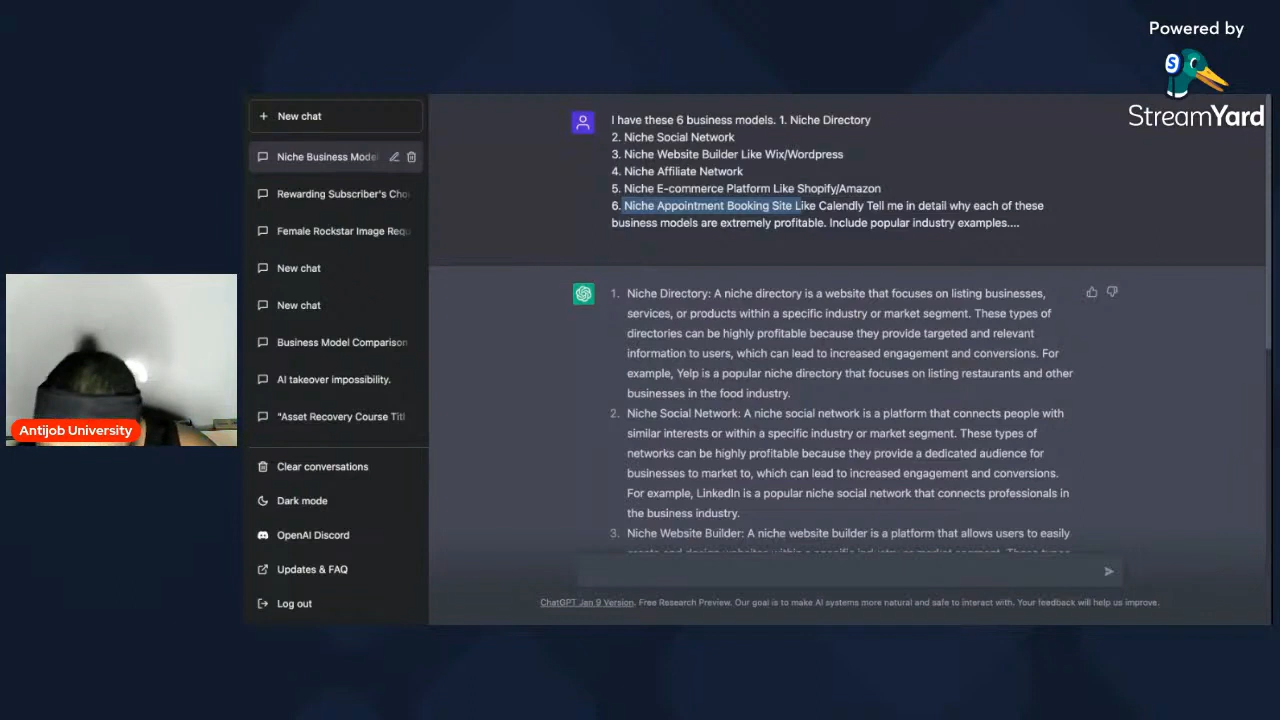 Powered by
S
StreamYard
+ New chat
Niche Business Model
Rewarding Subscriber's Cho
Female Rockstar Image Requ
New chat
New chat
Business Model Comparison
AI takeover impossibility.
"Asset Recovery Course Titl
Clear conversations
Dark mode
OpenAI Discord
Updates & FAQ
Log out
Antijob University
I have these 6 business models. 1. Niche Directory
2. Niche Social Network
3. Niche Website Builder Like Wix/Wordpress
4. Niche Affiliate Network
5. Niche E-commerce Platform Like Shopify/Amazon
6. Niche Appointment Booking Site Like Calendly Tell me in detail why each of these
business models are extremely profitable. Include popular industry examples....
1. Niche Directory: A niche directory is a website that focuses on listing businesses,
services, or products within a specific industry or market segment. These types of
directories can be highly profitable because they provide targeted and relevant
information to users, which can lead to increased engagement and conversions. For
example, Yelp is a popular niche directory that focuses on listing restaurants and other
businesses in the food industry.
2. Niche Social Network: A niche social network is a platform that connects people with
similar interests or within a specific industry or market segment. These types of
networks can be highly profitable because they provide a dedicated audience for
businesses to market to, which can lead to increased engagement and conversions.
For example, LinkedIn is a popular niche social network that connects professionals in
the business industry.
3. Niche Website Builder: A niche website builder is a platform that allows users to easily
create and design websites within a specific industry or market segment. These types
ChatGPT Jan 9 Version. Free Research Preview. Our goal is to make AI systems more natural and safe to interact with. Your feedback will help us improve.